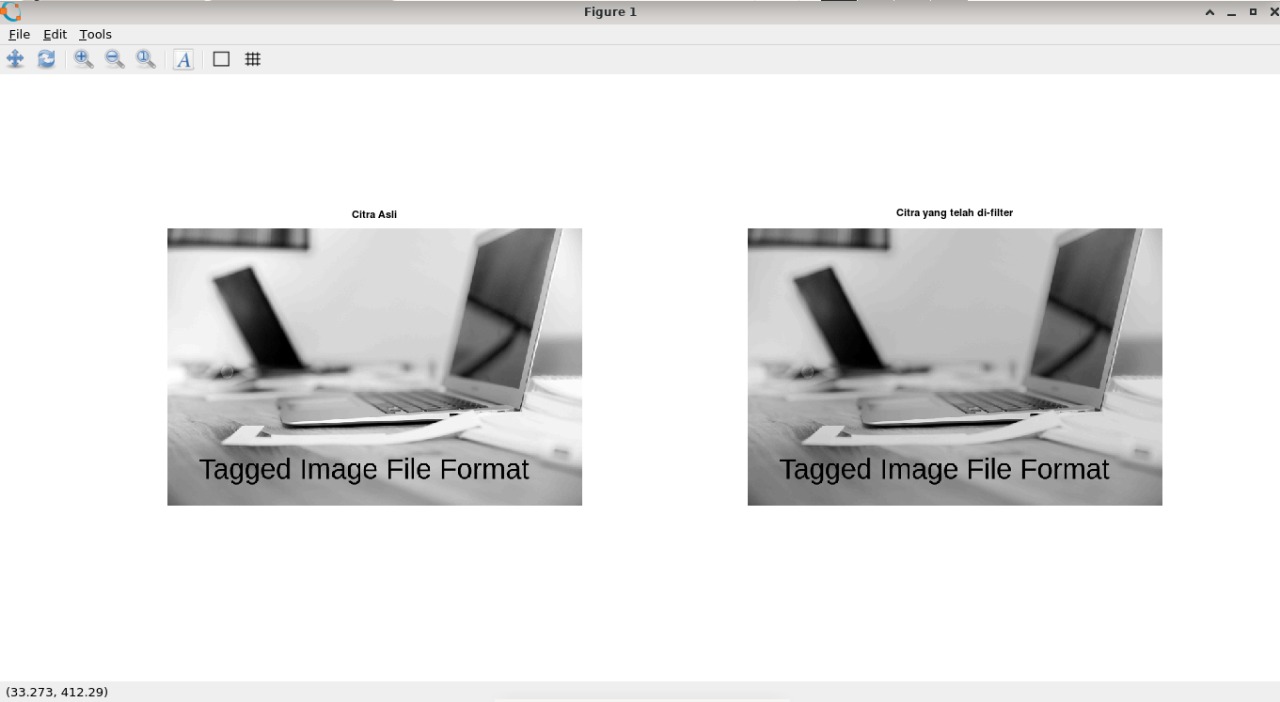 Figure 1
File Edit Tools
A
Citra Asli
Citra yang telah di-filter
Tagged Image File Format
Tagged Image File Format
(33.273, 412.29)